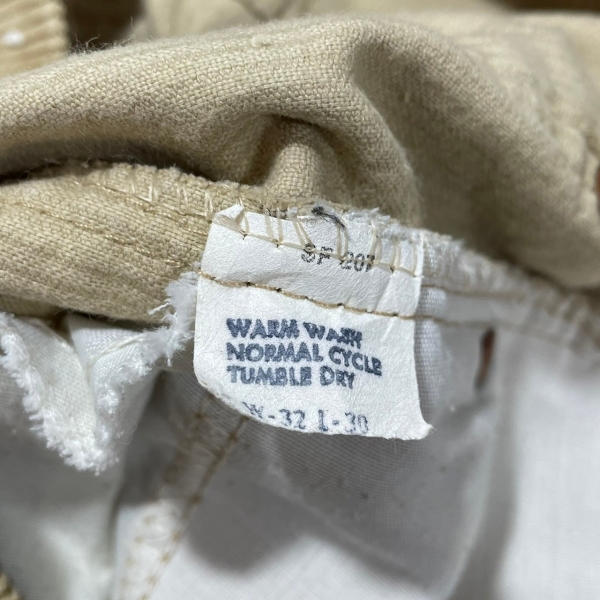 SF 207
WARM WASH
NORMAL CYCLE
TUMBLE DRY
W-32 L-30